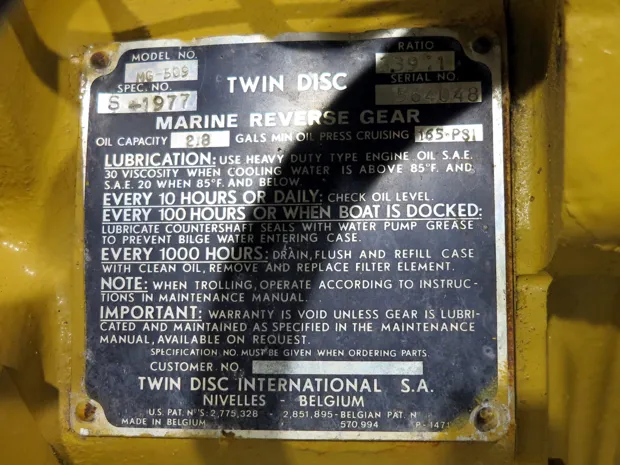 MODEL NO.
MG-509
RATIO
SPEC. NO.
S-1977
TWIN DISC
SERIAL NO.
MARINE REVERSE GEAR
OIL CAPACITY 2,8 GALS MIN OIL PRESS CRUISING 165-PSI
LUBRICATION: USE HEAVY DUTY TYPE ENGINE OIL S.A.E.
30 VISCOSITY WHEN COOLING WATER IS ABOVE 85°F. AND
S.A.E. 20 WHEN 85°F. AND BELOW.
EVERY 10 HOURS OR DAILY: CHECK OIL LEVEL.
EVERY 100 HOURS OR WHEN BOAT IS DOCKED:
LUBRICATE COUNTERSHAFT SEALS WITH WATER PUMP GREASE
TO PREVENT BILGE WATER ENTERING CASE.
EVERY 1000 HOURS: DRAIN, FLUSH AND REFILL CASE
WITH CLEAN OIL, REMOVE AND REPLACE FILTER ELEMENT.
NOTE: WHEN TROLLING, OPERATE ACCORDING TO INSTRUC-
TIONS IN MAINTENANCE MANUAL.
IMPORTANT: WARRANTY IS VOID UNLESS GEAR IS LUBRI-
CATED AND MAINTAINED AS SPECIFIED IN THE MAINTENANCE
MANUAL, AVAILABLE ON REQUEST.
SPECIFICATION NO. MUST BE GIVEN WHEN ORDERING PARTS
CUSTOMER NO.
TWIN DISC INTERNATIONAL S.A.
NIVELLES - BELGIUM
U.S. PAT. N°S: 2,775,328 - 2,851,895-BELGIAN PAT. N°
MADE IN BELGIUM 570.994 P-1471